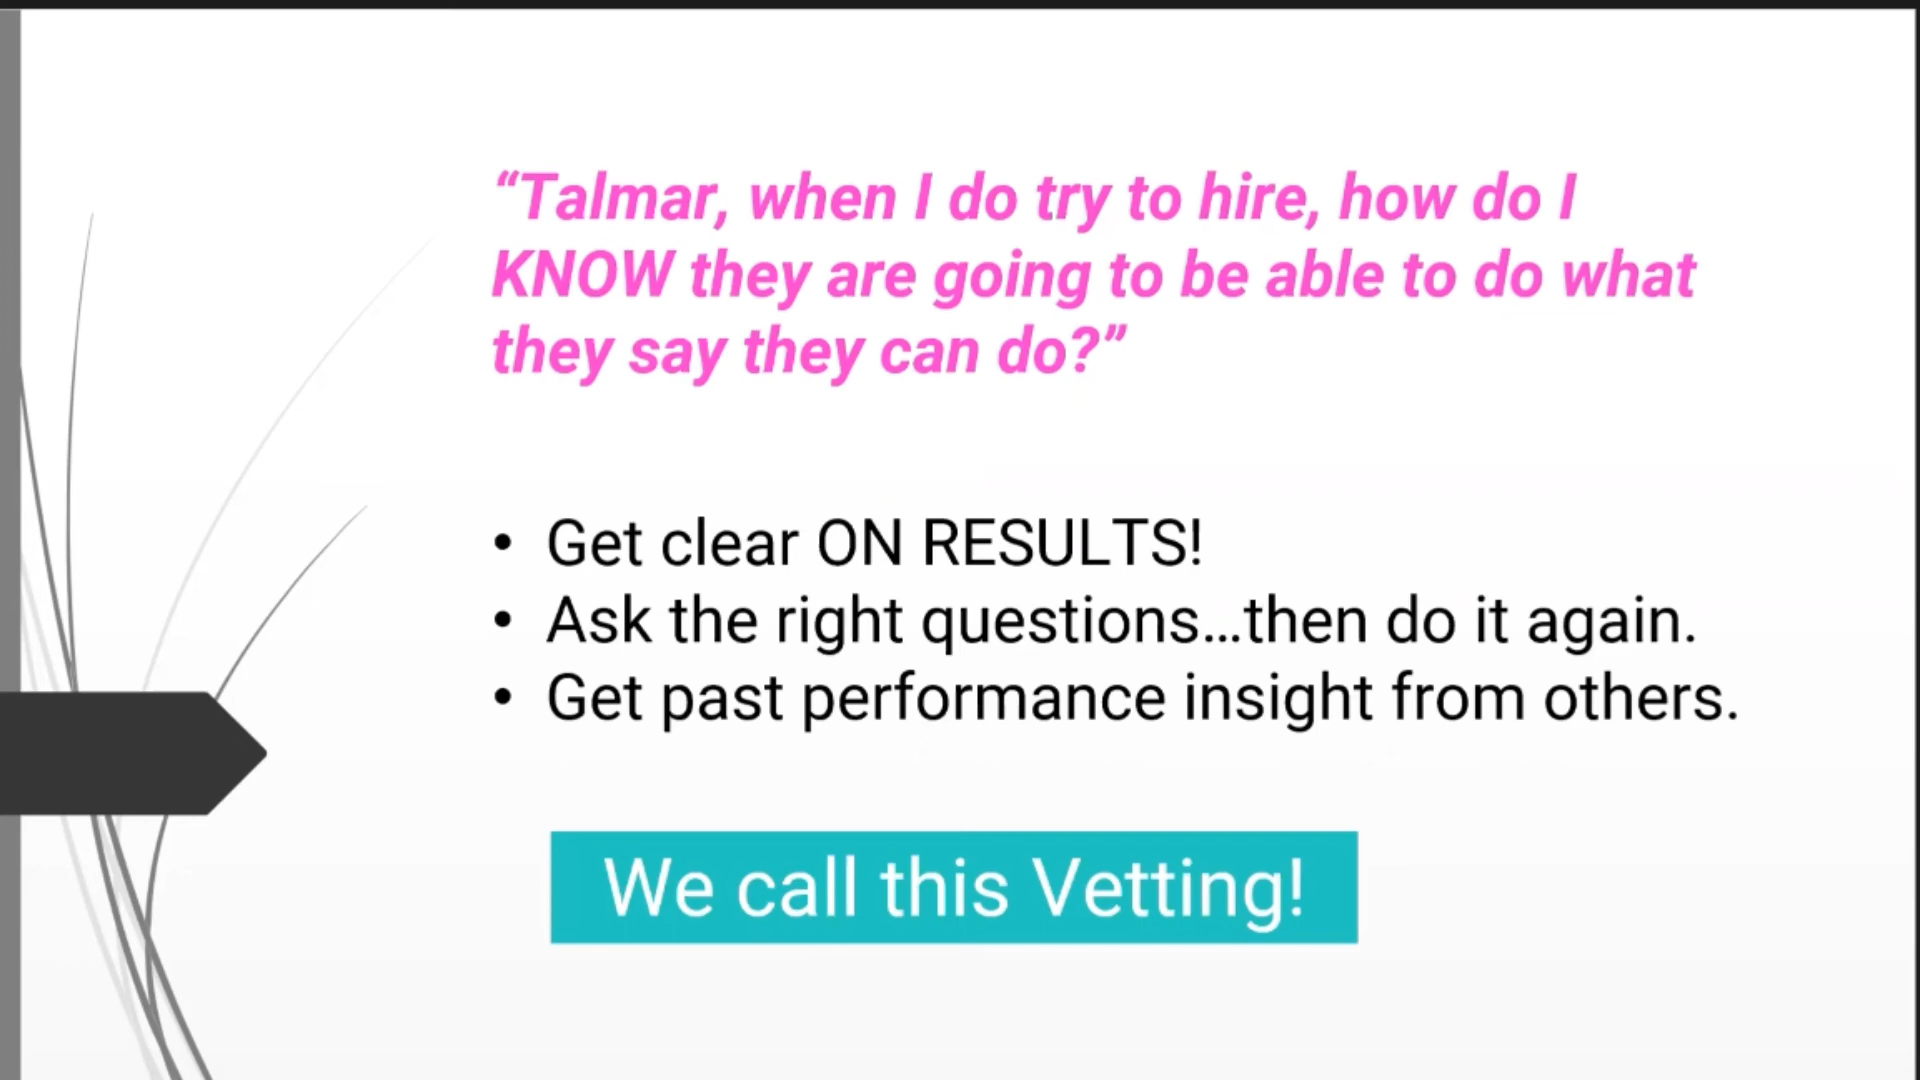 “Talmar, when I do try to hire, how do I
KNOW they are going to be able to do what
they say they can do?”
• Get clear ON RESULTS!
• Ask the right questions...then do it again.
• Get past performance insight from others.
We call this Vetting!